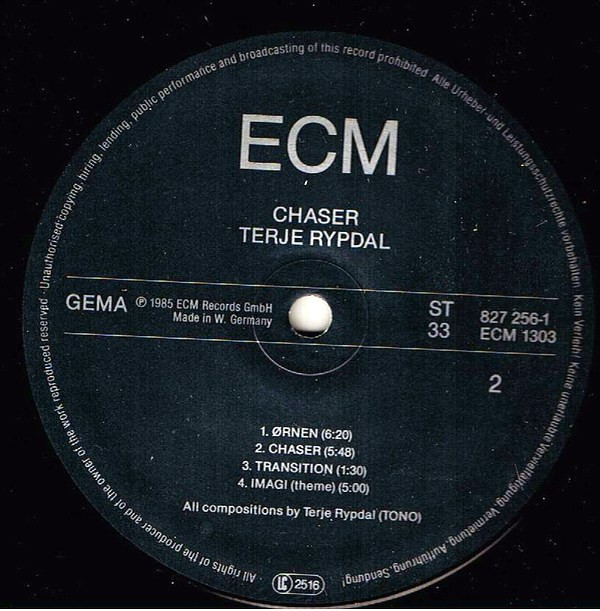 ECM
CHASER
TERJE RYPDAL
GEMA
℗ 1985 ECM Records GmbH
Made in W. Germany
ST
33
827 256-1
ECM 1303
2
1. ØRNEN (6:20)
2. CHASER (5:48)
3. TRANSITION (1:30)
4. IMAGI (theme) (5:00)
All compositions by Terje Rypdal (TONO)
· All rights of the producer and of the owner of the work reproduced reserved · Unauthorised copying, hiring, lending, public performance and broadcasting of this record prohibited. Alle Urheber- und Leistungsschutzrechte vorbehalten. Kein Verleih! Keine unerlaubte Vervielfältigung, Vermietung, Aufführung, Sendung!
LC 2516